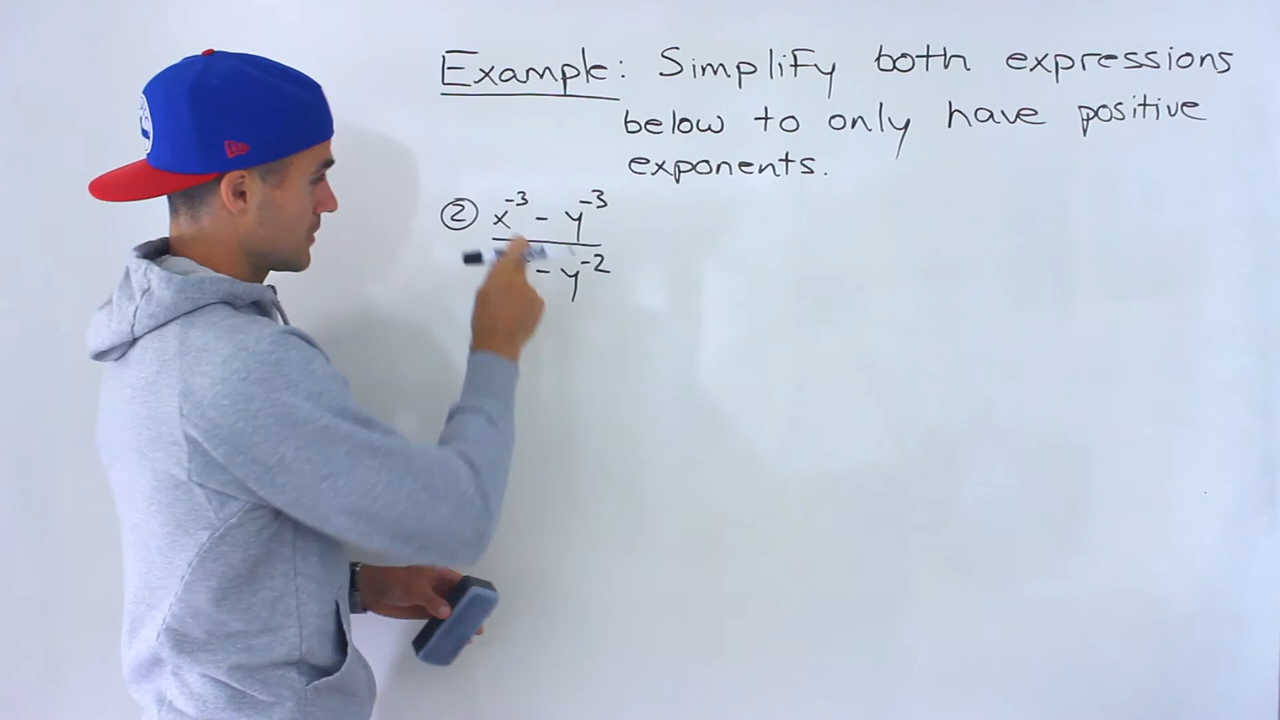 Example: Simplify both expressions
below to only have positive
exponents.
② x⁻³ - y⁻³
- y⁻²